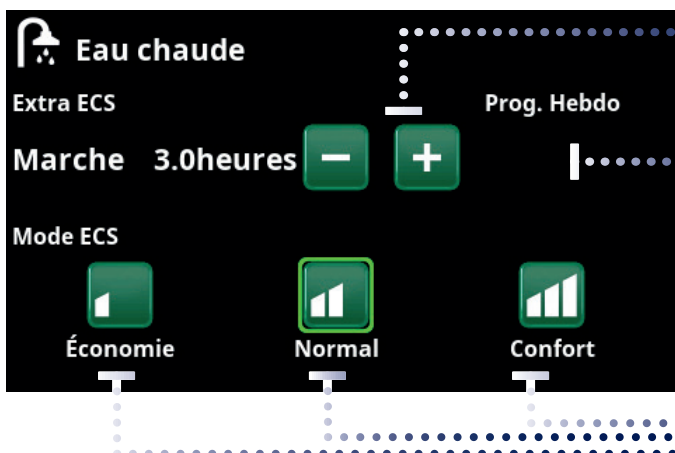 Eau chaude
Extra ECS
Prog. Hebdo
Marche 3.0heures − +
Mode ECS
Économie
Normal
Confort